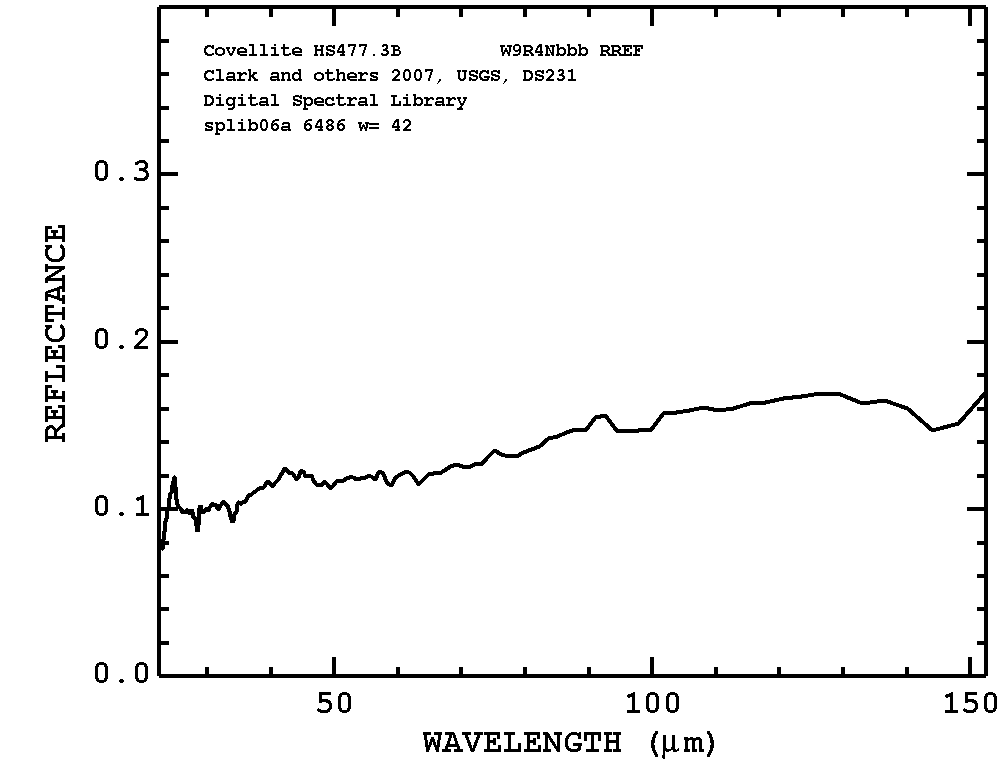 Covellite HS477.3B W9R4Nbbb RREF
Clark and others 2007, USGS, DS231
Digital Spectral Library
splib06a 6486 w= 42
0.3
0.2
0.1
0.0
REFLECTANCE
50 100 150
WAVELENGTH (μm)